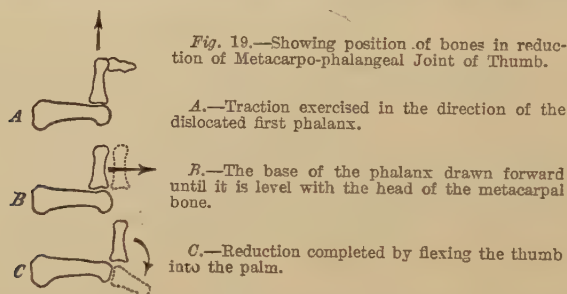 Fig. 19.—Showing position of bones in reduc-
tion of Metacarpo-phalangeal Joint of Thumb.
A
A.—Traction exercised in the direction of the
dislocated first phalanx.
B
B.—The base of the phalanx drawn forward
until it is level with the head of the metacarpal
bone.
C
C.—Reduction completed by flexing the thumb
into the palm.